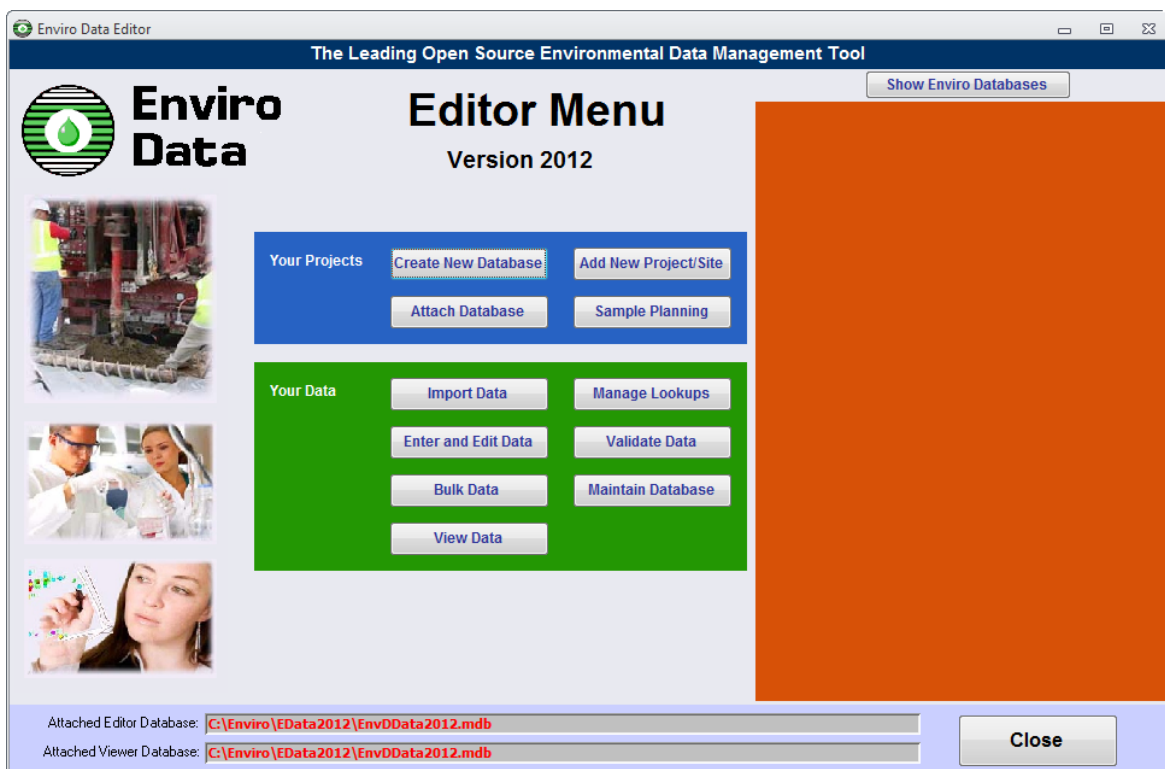 Enviro Data Editor
The Leading Open Source Environmental Data Management Tool
Show Enviro Databases
Enviro
Data
Editor Menu
Version 2012
Your Projects
Create New Database
Add New Project/Site
Attach Database
Sample Planning
Your Data
Import Data
Manage Lookups
Enter and Edit Data
Validate Data
Bulk Data
Maintain Database
View Data
Attached Editor Database: C:\Enviro\EData2012\EnvDData2012.mdb
Attached Viewer Database: C:\Enviro\EData2012\EnvDData2012.mdb
Close